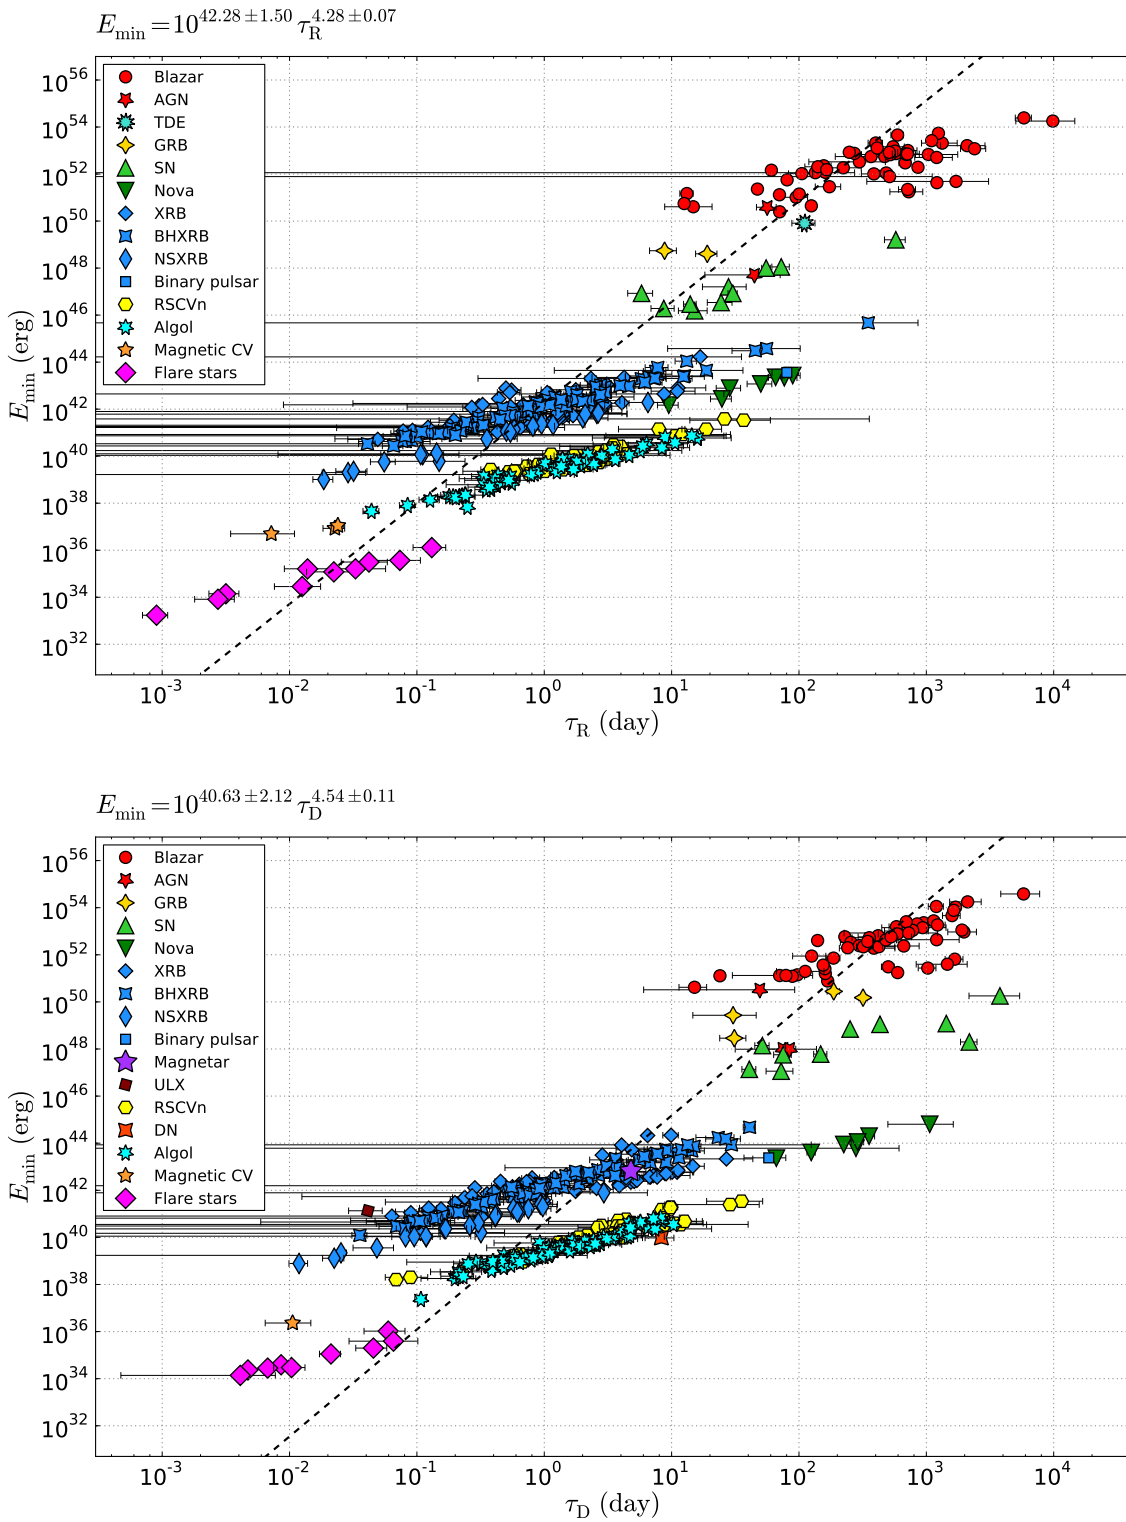 E_min = 10^{42.28±1.50} τ_R^{4.28±0.07}
10^56
10^54
10^52
10^50
10^48
10^46
10^44
10^42
10^40
10^38
10^36
10^34
10^32
E_min (erg)
Blazar
AGN
TDE
GRB
SN
Nova
XRB
BHXRB
NSXRB
Binary pulsar
RSCVn
Algol
Magnetic CV
Flare stars
10^-3 10^-2 10^-1 10^0 10^1 10^2 10^3 10^4
τ_R (day)
E_min = 10^{40.63±2.12} τ_D^{4.54±0.11}
10^56
10^54
10^52
10^50
10^48
10^46
10^44
10^42
10^40
10^38
10^36
10^34
10^32
E_min (erg)
Blazar
AGN
GRB
SN
Nova
XRB
BHXRB
NSXRB
Binary pulsar
Magnetar
ULX
RSCVn
DN
Algol
Magnetic CV
Flare stars
10^-3 10^-2 10^-1 10^0 10^1 10^2 10^3 10^4
τ_D (day)